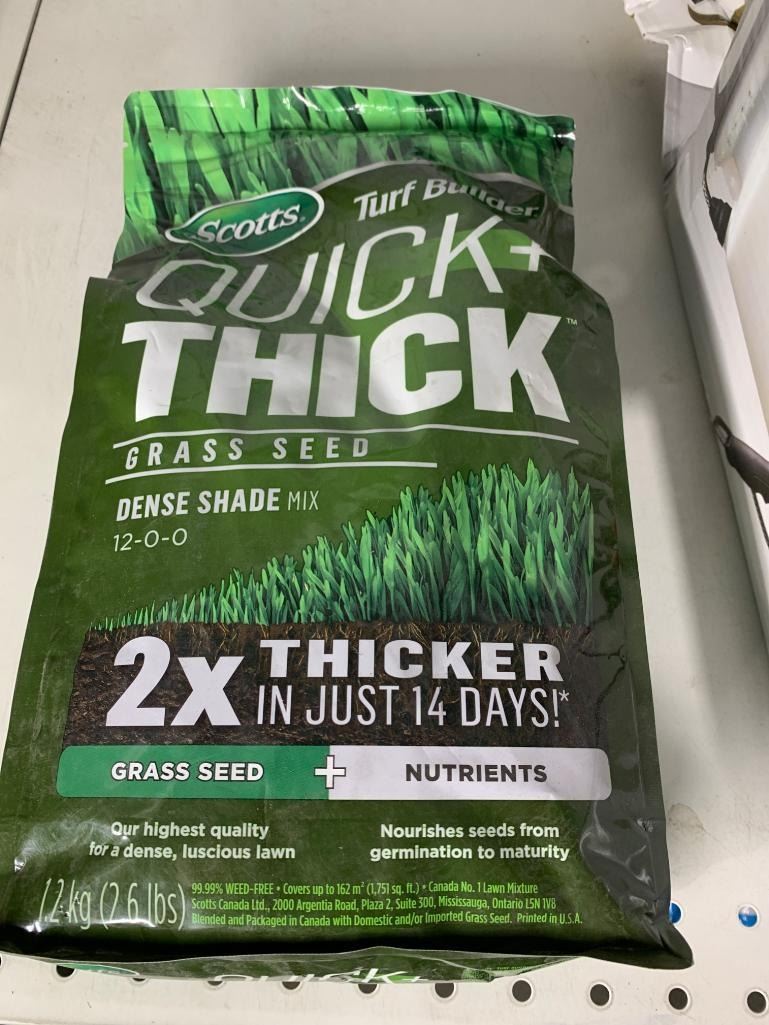 Scotts®
Turf Builder
QUICK+
THICK™
GRASS SEED
DENSE SHADE MIX
12-0-0
2x THICKER
IN JUST 14 DAYS!*
GRASS SEED + NUTRIENTS
Our highest quality
for a dense, luscious lawn
Nourishes seeds from
germination to maturity
1.2 kg (2.6 lbs)
99.99% WEED-FREE • Covers up to 162 m² (1,751 sq. ft.) • Canada No. 1 Lawn Mixture
Scotts Canada Ltd., 2000 Argentia Road, Plaza 2, Suite 300, Mississauga, Ontario L5N 1V8
Blended and Packaged in Canada with Domestic and/or Imported Grass Seed. Printed in U.S.A.
QUICK+